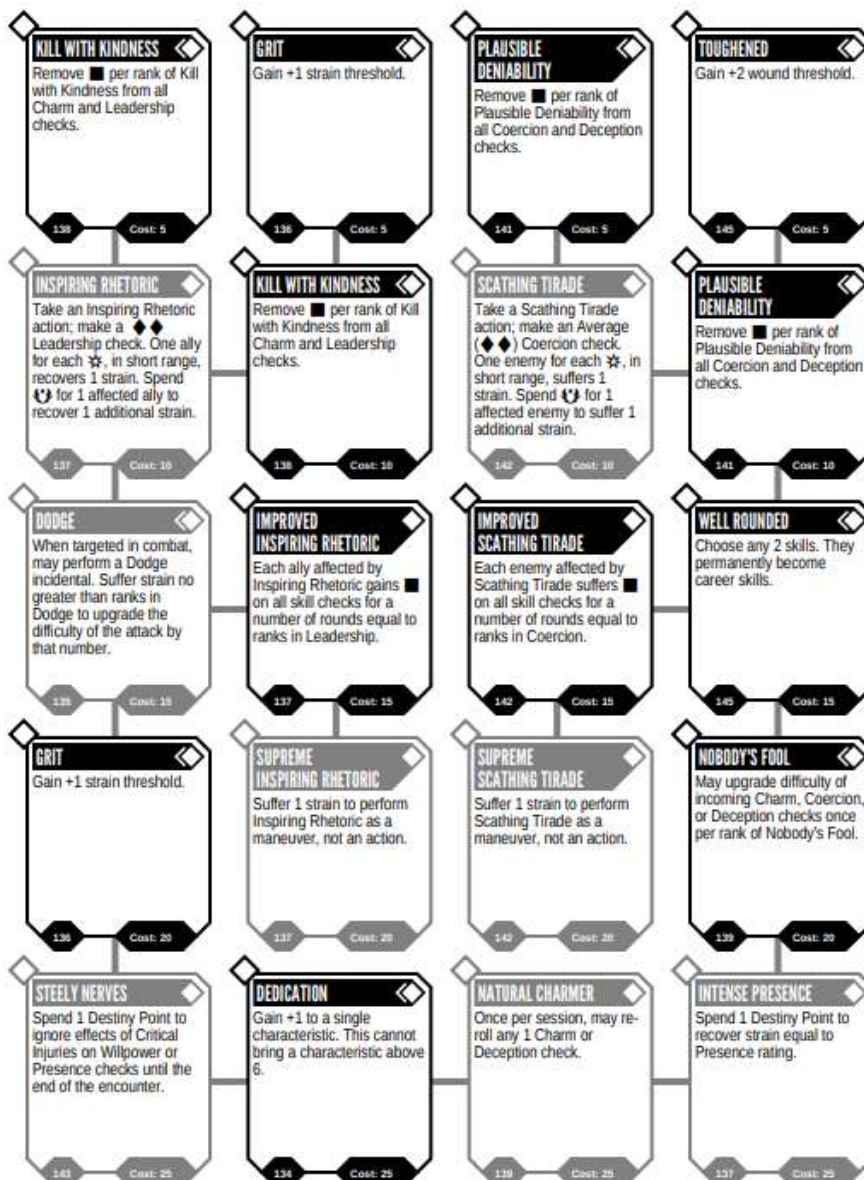 KILL WITH KINDNESS
Remove ■ per rank of Kill
with Kindness from all
Charm and Leadership
checks.
138
Cost: 5
GRIT
Gain +1 strain threshold.
136
Cost: 5
PLAUSIBLE
DENIABILITY
Remove ■ per rank of
Plausible Deniability from
all Coercion and Deception
checks.
141
Cost: 5
TOUGHENED
Gain +2 wound threshold.
145
Cost: 5
INSPIRING RHETORIC
Take an Inspiring Rhetoric
action; make a ◆◆
Leadership check. One ally
for each , in short range,
recovers 1 strain. Spend
for 1 affected ally to
recover 1 additional strain.
137
Cost: 10
KILL WITH KINDNESS
Remove ■ per rank of Kill
with Kindness from all
Charm and Leadership
checks.
138
Cost: 10
SCATHING TIRADE
Take a Scathing Tirade
action; make an Average
(◆◆) Coercion check.
One enemy for each , in
short range, suffers 1
strain. Spend for 1
affected enemy to suffer 1
additional strain.
142
Cost: 10
PLAUSIBLE
DENIABILITY
Remove ■ per rank of
Plausible Deniability from
all Coercion and Deception
checks.
141
Cost: 10
DODGE
When targeted in combat,
may perform a Dodge
incidental. Suffer strain no
greater than ranks in
Dodge to upgrade the
difficulty of the attack by
that number.
135
Cost: 15
IMPROVED
INSPIRING RHETORIC
Each ally affected by
Inspiring Rhetoric gains ■
on all skill checks for a
number of rounds equal to
ranks in Leadership.
137
Cost: 15
IMPROVED
SCATHING TIRADE
Each enemy affected by
Scathing Tirade suffers ■
on all skill checks for a
number of rounds equal to
ranks in Coercion.
142
Cost: 15
WELL ROUNDED
Choose any 2 skills. They
permanently become
career skills.
145
Cost: 15
GRIT
Gain +1 strain threshold.
136
Cost: 20
SUPREME
INSPIRING RHETORIC
Suffer 1 strain to perform
Inspiring Rhetoric as a
maneuver, not an action.
137
Cost: 20
SUPREME
SCATHING TIRADE
Suffer 1 strain to perform
Scathing Tirade as a
maneuver, not an action.
142
Cost: 20
NOBODY'S FOOL
May upgrade difficulty of
incoming Charm, Coercion,
or Deception checks once
per rank of Nobody's Fool.
139
Cost: 20
STEELY NERVES
Spend 1 Destiny Point to
ignore effects of Critical
Injuries on Willpower or
Presence checks until the
end of the encounter.
143
Cost: 25
DEDICATION
Gain +1 to a single
characteristic. This cannot
bring a characteristic above
6.
134
Cost: 25
NATURAL CHARMER
Once per session, may re-
roll any 1 Charm or
Deception check.
139
Cost: 25
INTENSE PRESENCE
Spend 1 Destiny Point to
recover strain equal to
Presence rating.
137
Cost: 25